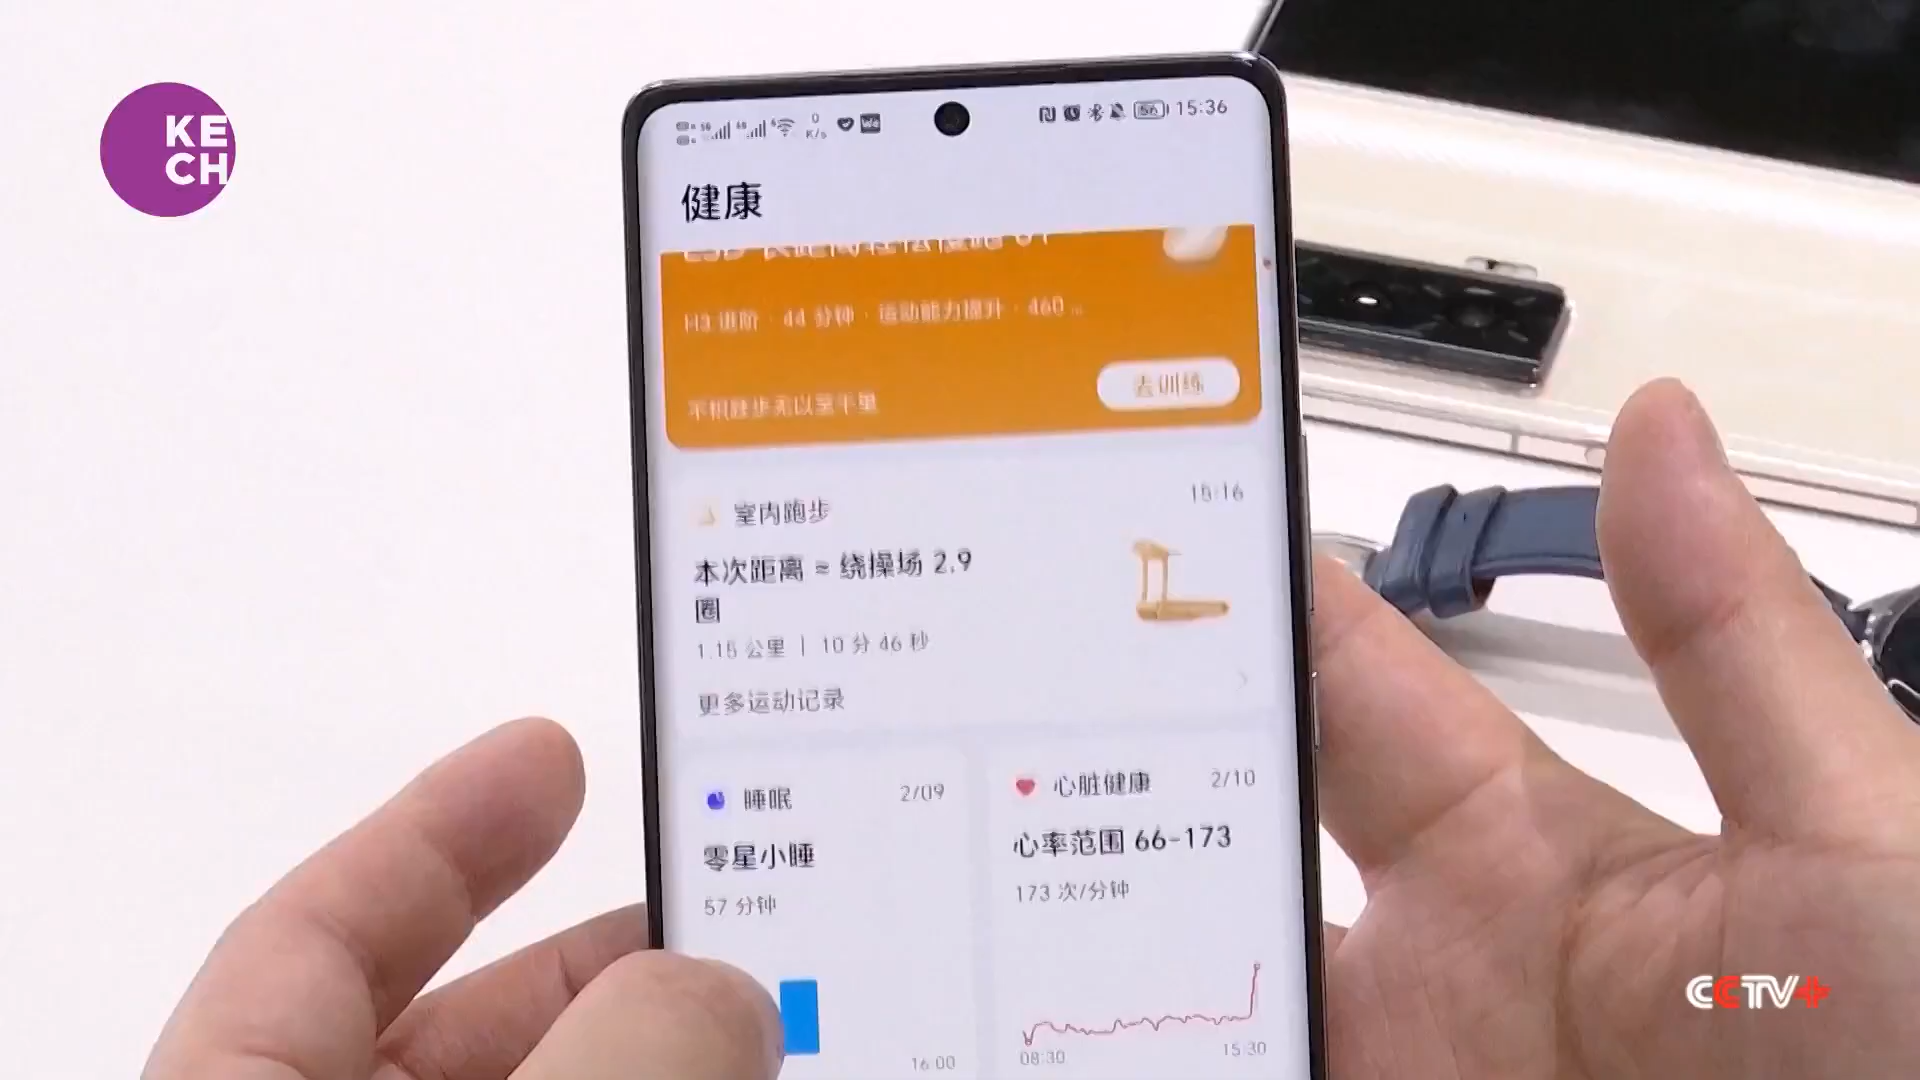 KE
CH
0
K/s
We
56
15:36
健康
H3 进阶 · 44 分钟 · 运动能力提升 · 460 ...
不积跬步无以至千里
去训练
室内跑步
15:16
本次距离 ≈ 绕操场 2.9
圈
1.15 公里 | 10 分 46 秒
更多运动记录
睡眠
2/09
零星小睡
57 分钟
16:00
心脏健康
2/10
心率范围 66-173
173 次/分钟
08:30
15:30
CCTV+